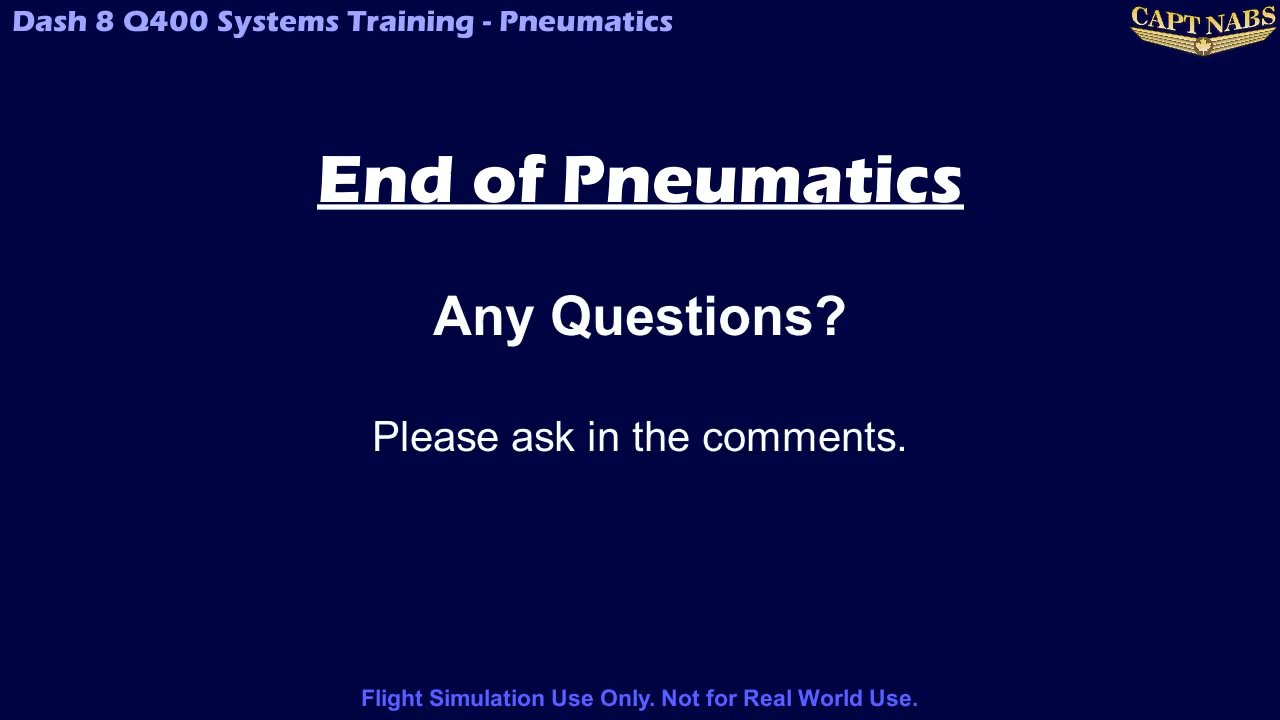 Dash 8 Q400 Systems Training - Pneumatics
CAPT NABS
End of Pneumatics
Any Questions?
Please ask in the comments.
Flight Simulation Use Only. Not for Real World Use.